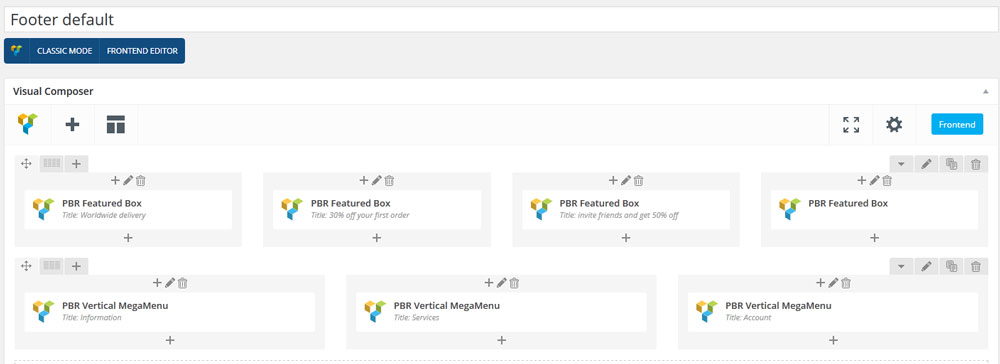 Footer default
CLASSIC MODE FRONTEND EDITOR
Visual Composer
Frontend
PBR Featured Box
Title: Worldwide delivery
PBR Featured Box
Title: 30% off your first order
PBR Featured Box
Title: invite friends and get 50% off
PBR Featured Box
PBR Vertical MegaMenu
Title: Information
PBR Vertical MegaMenu
Title: Services
PBR Vertical MegaMenu
Title: Account